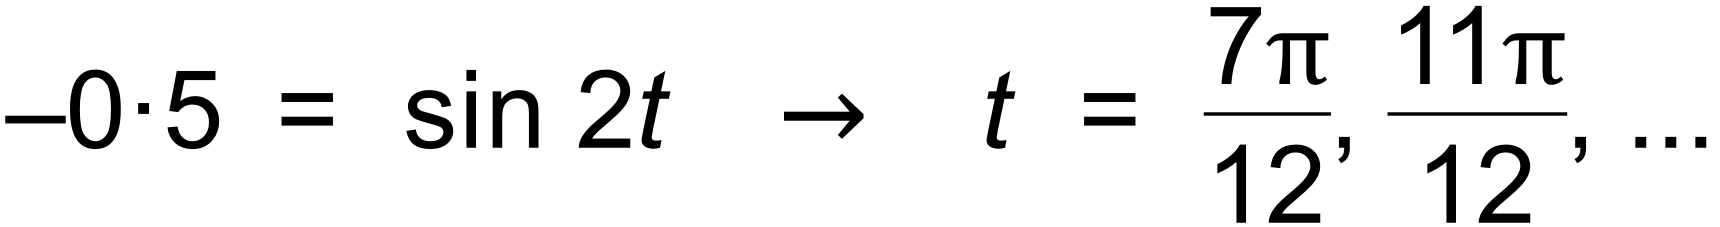 –0·5 = sin 2t → t = 7π/12, 11π/12, ...